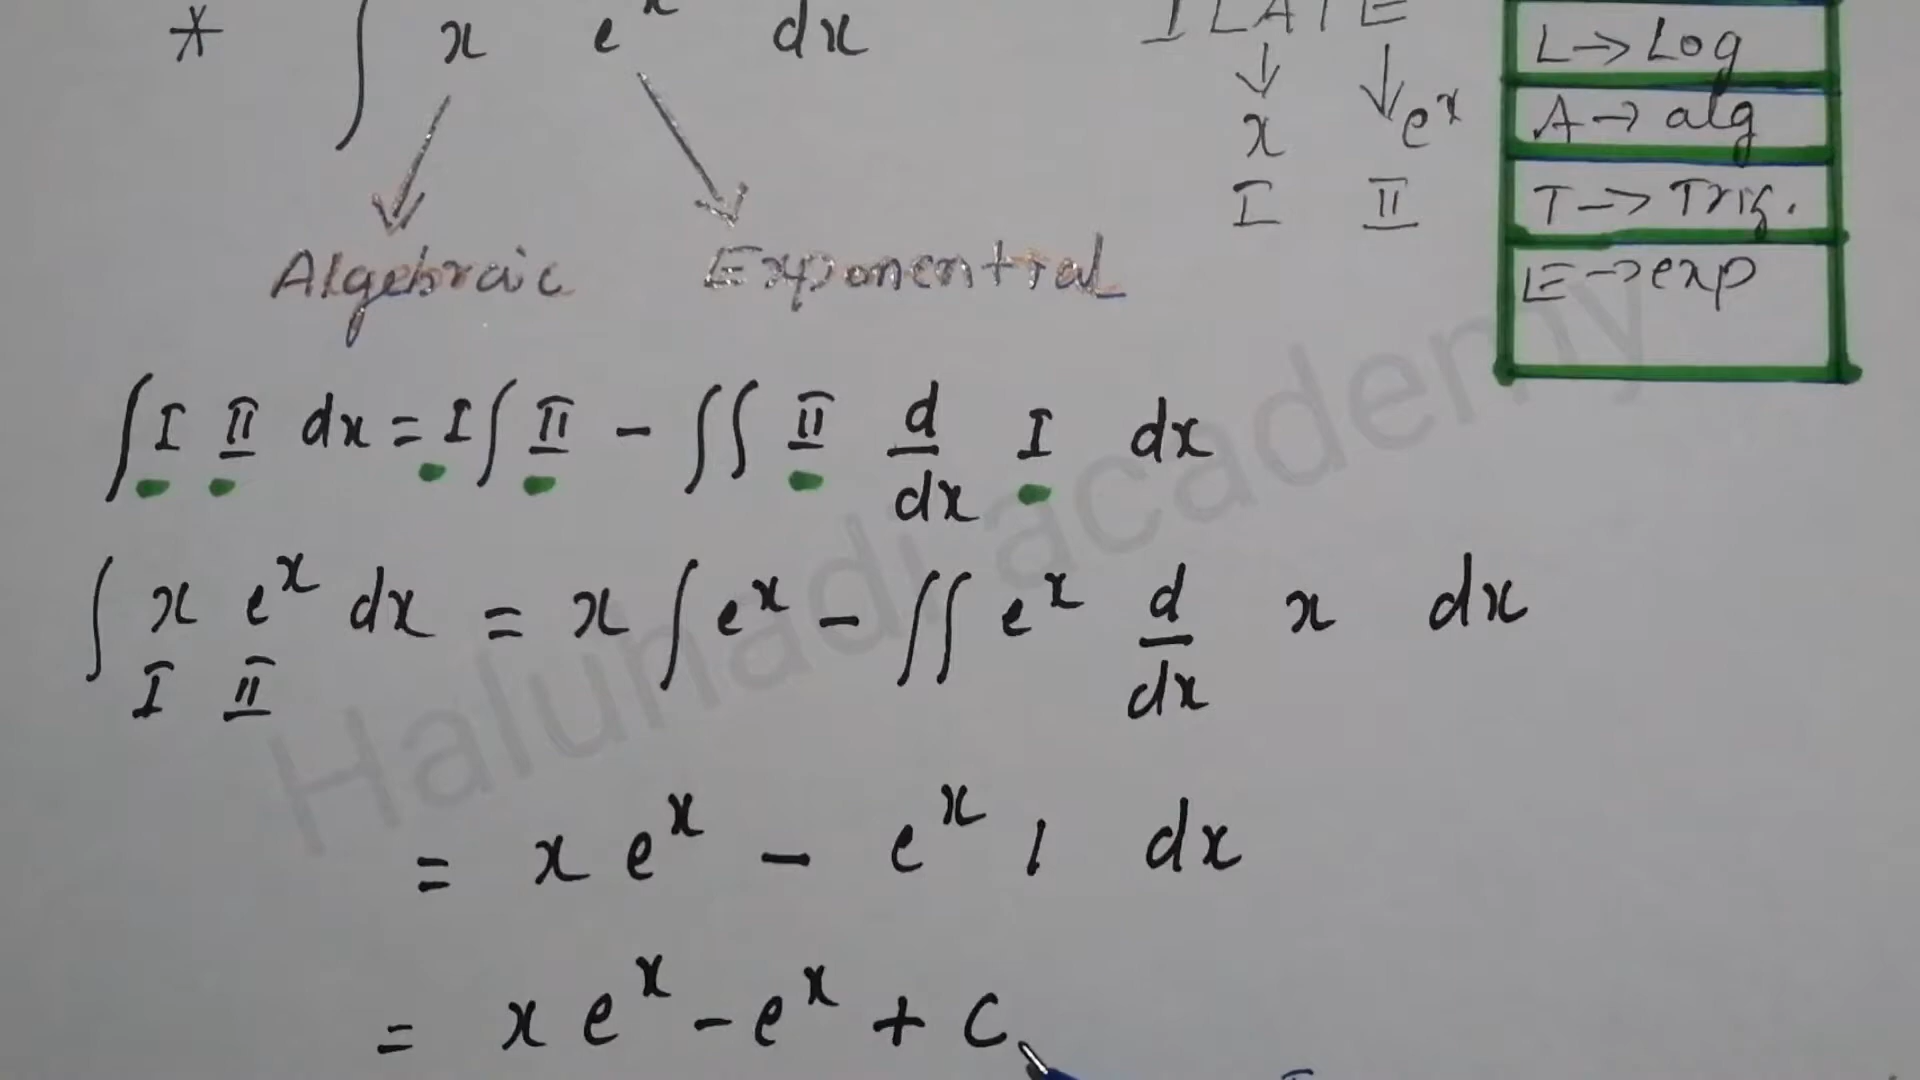 * ∫ x e^x dx
Algebraic Exponential
ILATE
x e^x
I II
L → Log
A → alg
T → Trig.
E → exp
∫ I II dx = I ∫ II - ∫∫ II d/dx I dx
∫ x e^x dx = x ∫ e^x - ∫∫ e^x d/dx x dx
I II
= x e^x - e^x 1 dx
= x e^x - e^x + c
Halunadi academy